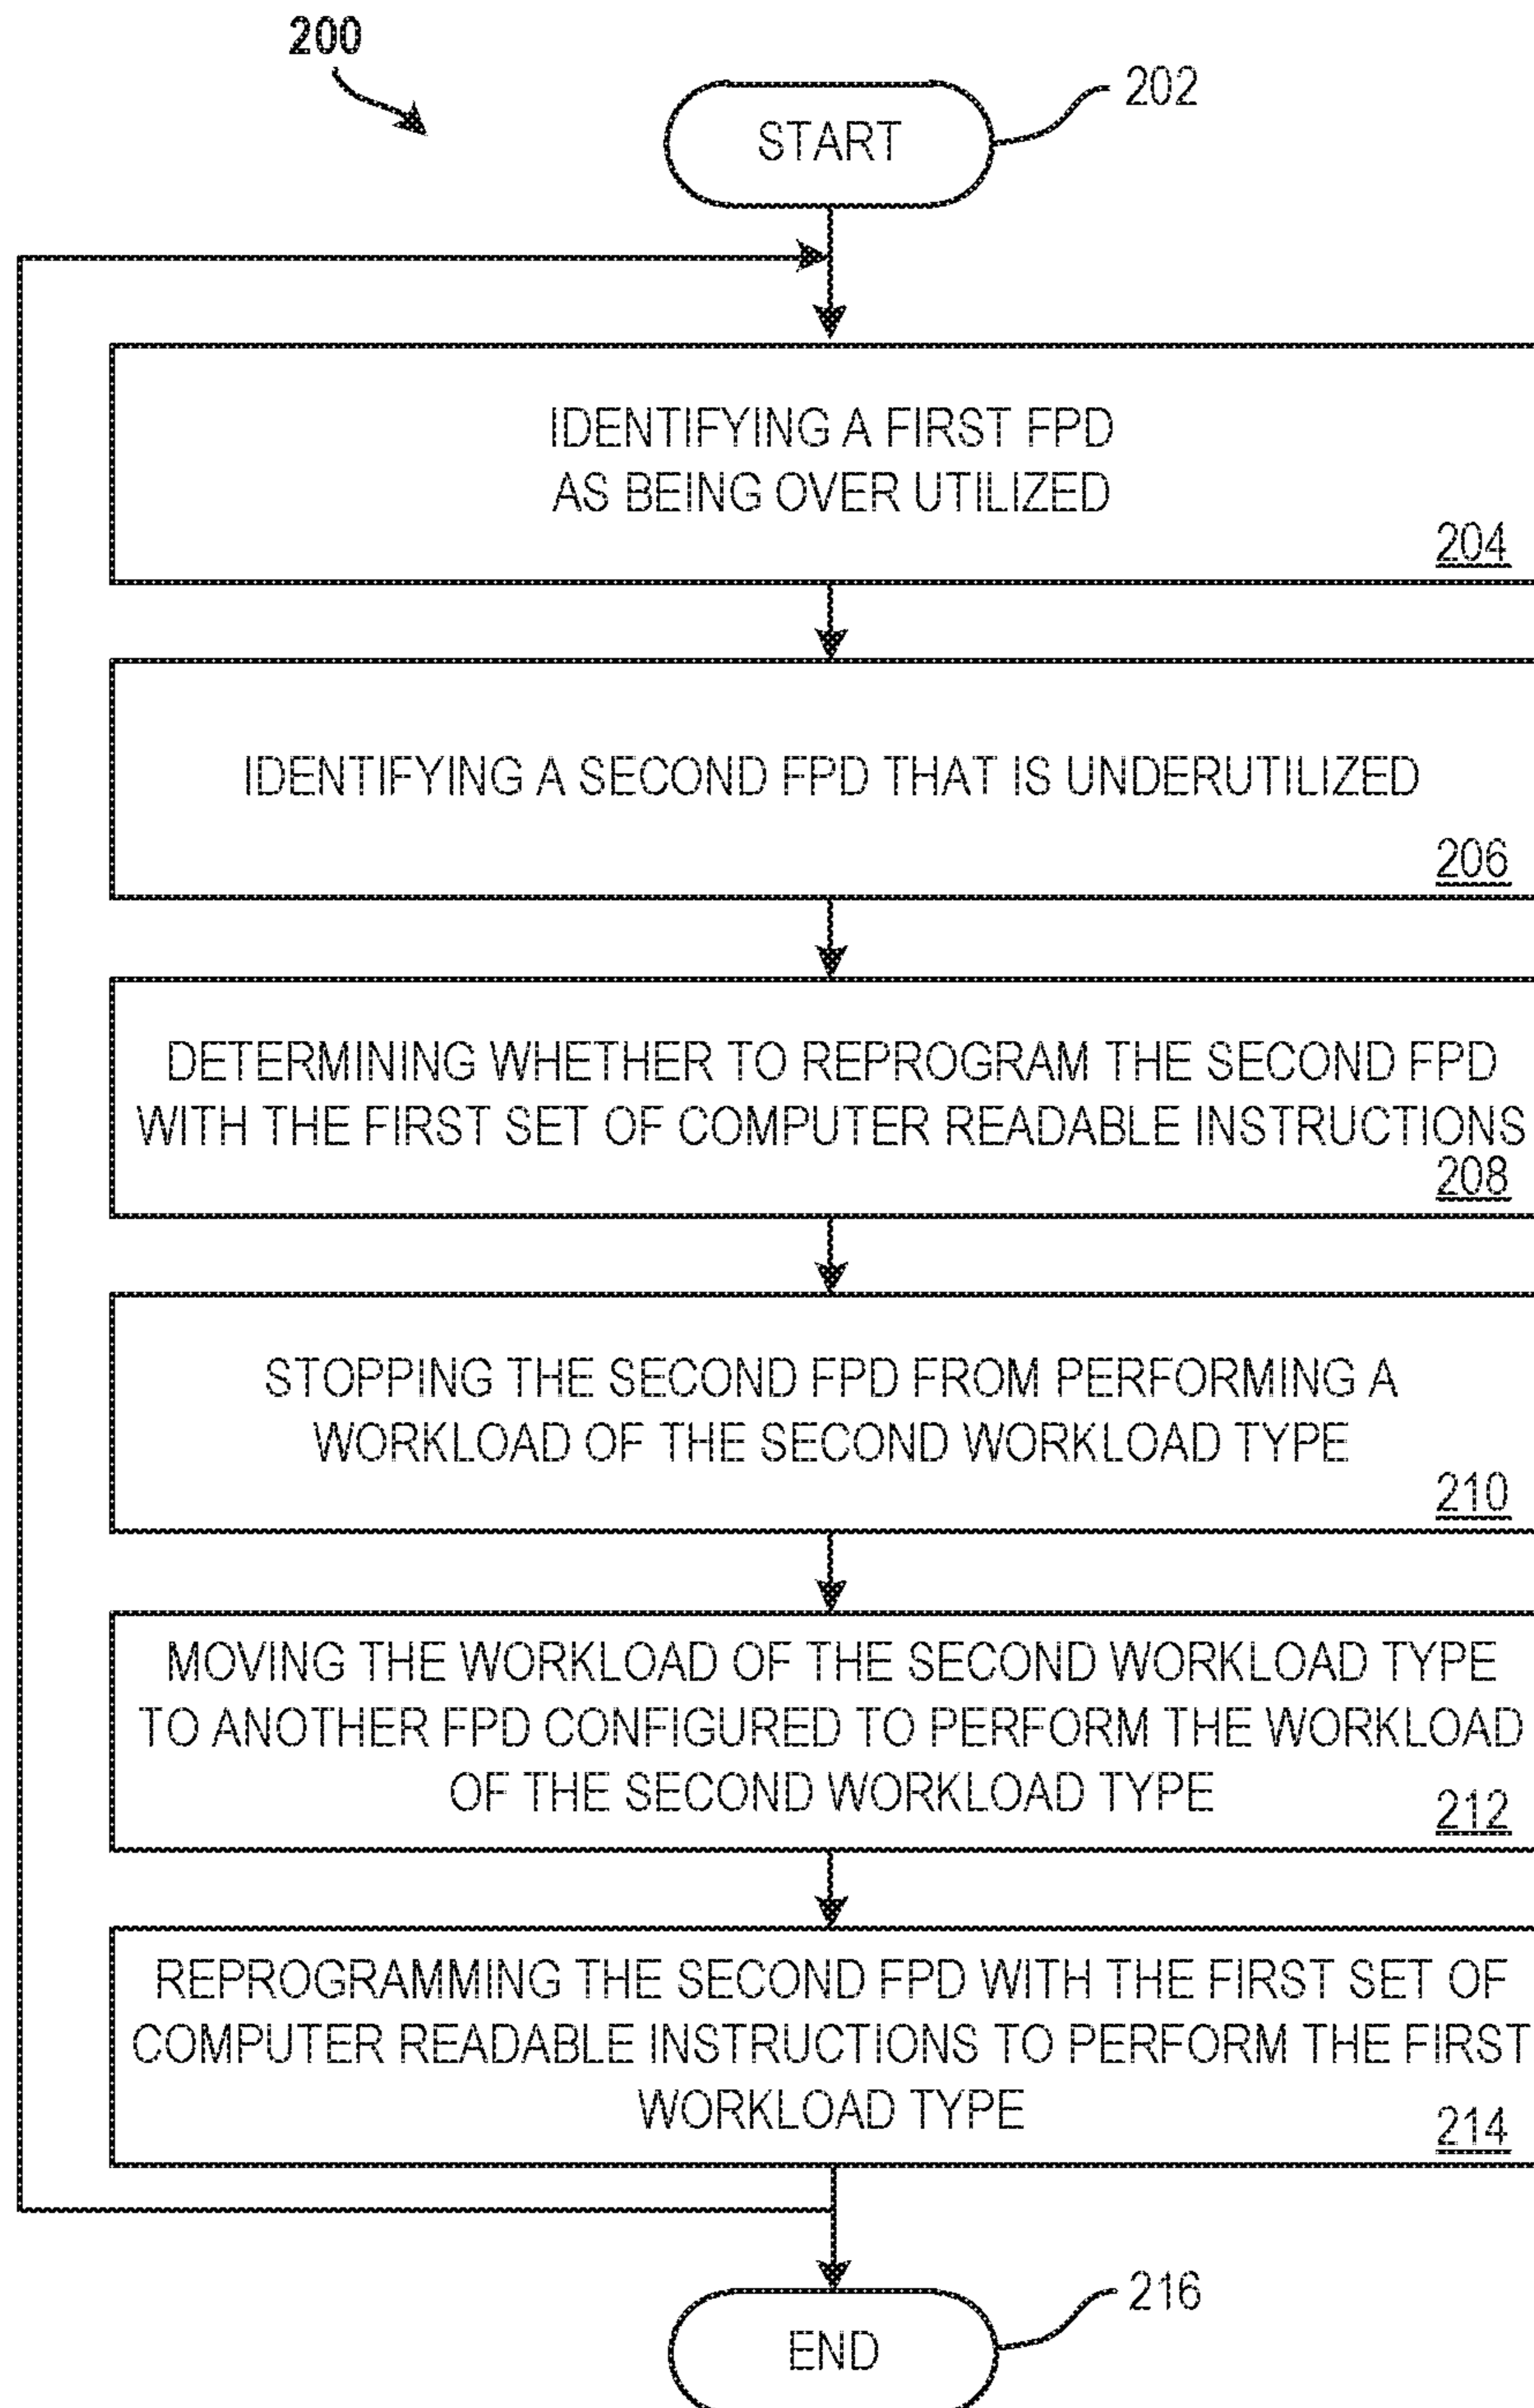 200
START
202
IDENTIFYING A FIRST FPD
AS BEING OVER UTILIZED
204
IDENTIFYING A SECOND FPD THAT IS UNDERUTILIZED
206
DETERMINING WHETHER TO REPROGRAM THE SECOND FPD
WITH THE FIRST SET OF COMPUTER READABLE INSTRUCTIONS
208
STOPPING THE SECOND FPD FROM PERFORMING A
WORKLOAD OF THE SECOND WORKLOAD TYPE
210
MOVING THE WORKLOAD OF THE SECOND WORKLOAD TYPE
TO ANOTHER FPD CONFIGURED TO PERFORM THE WORKLOAD
OF THE SECOND WORKLOAD TYPE
212
REPROGRAMMING THE SECOND FPD WITH THE FIRST SET OF
COMPUTER READABLE INSTRUCTIONS TO PERFORM THE FIRST
WORKLOAD TYPE
214
216
END